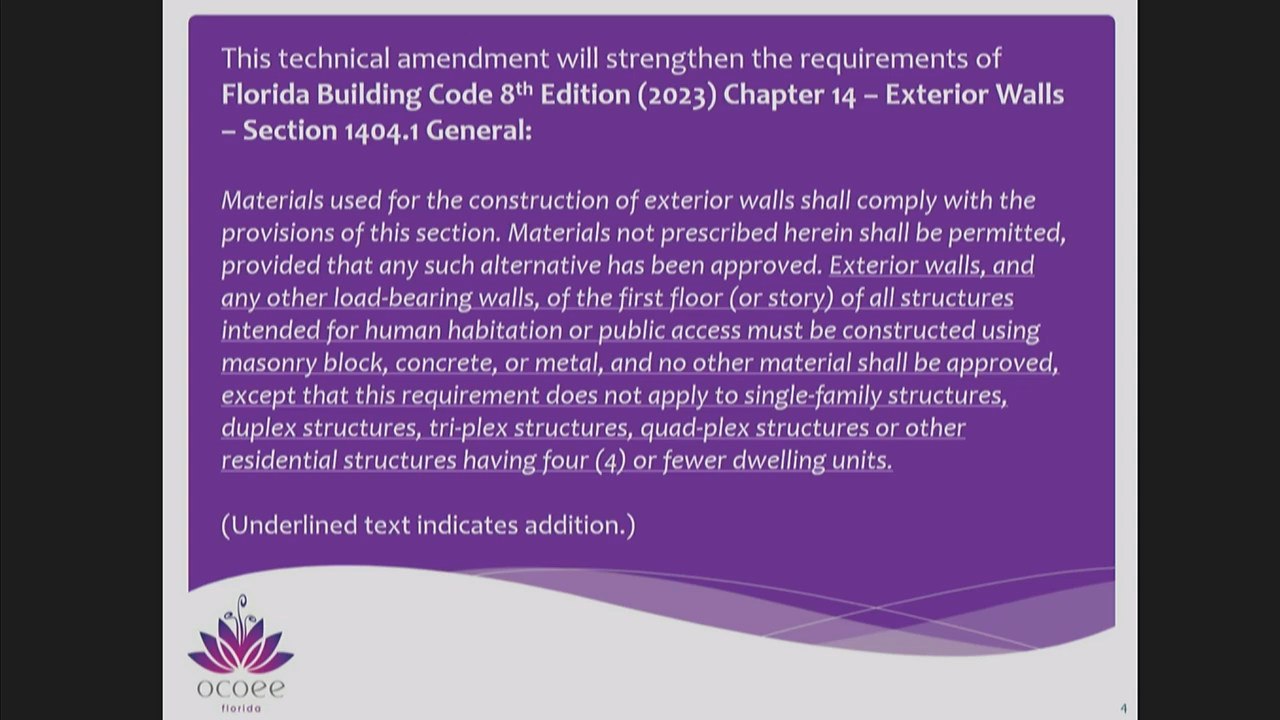 This technical amendment will strengthen the requirements of
Florida Building Code 8th Edition (2023) Chapter 14 – Exterior Walls
– Section 1404.1 General:
Materials used for the construction of exterior walls shall comply with the
provisions of this section. Materials not prescribed herein shall be permitted,
provided that any such alternative has been approved. Exterior walls, and
any other load-bearing walls, of the first floor (or story) of all structures
intended for human habitation or public access must be constructed using
masonry block, concrete, or metal, and no other material shall be approved,
except that this requirement does not apply to single-family structures,
duplex structures, tri-plex structures, quad-plex structures or other
residential structures having four (4) or fewer dwelling units.
(Underlined text indicates addition.)
ocoee
florida
4